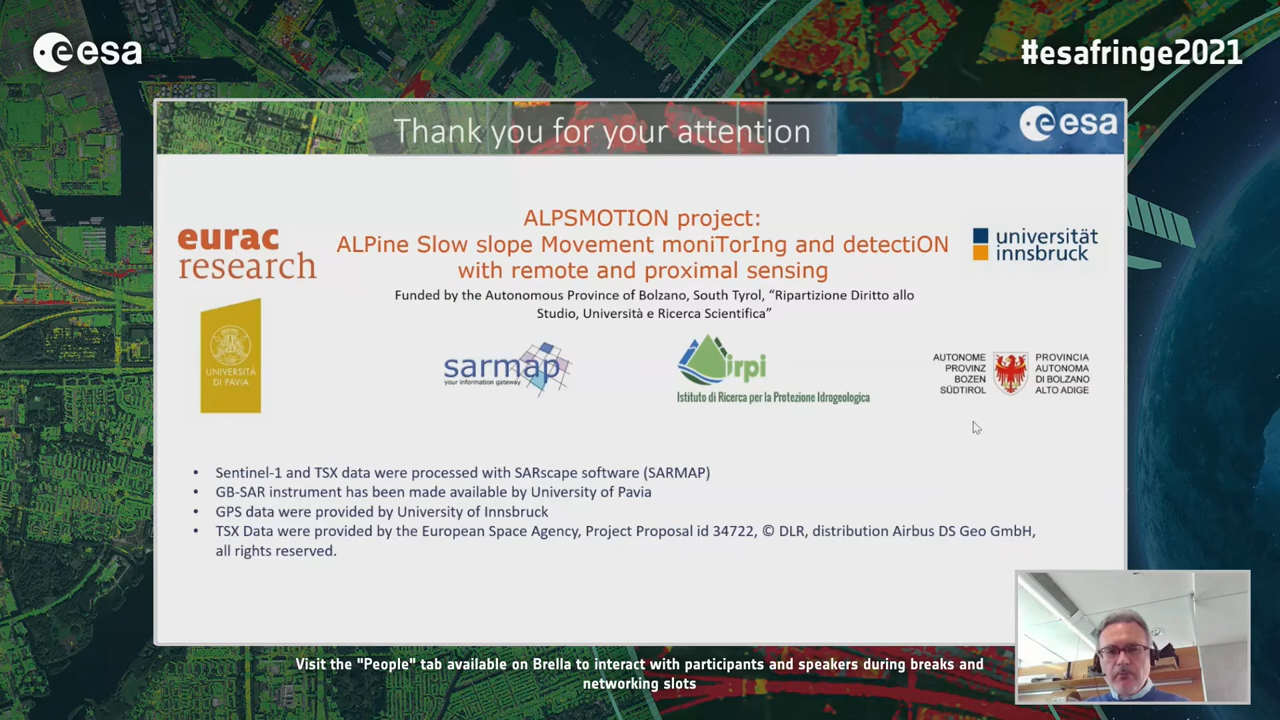 esa
#esafringe2021
Thank you for your attention
esa
eurac
research
ALPSMOTION project:
ALPine Slow slope Movement moniTorIng and detectiON
with remote and proximal sensing
universität
innsbruck
Funded by the Autonomous Province of Bolzano, South Tyrol, “Ripartizione Diritto allo
Studio, Università e Ricerca Scientifica”
UNIVERSITÀ
DI PAVIA
sarmap
your information gateway
irpi
Istituto di Ricerca per la Protezione Idrogeologica
AUTONOME
PROVINZ
BOZEN
SÜDTIROL
PROVINCIA
AUTONOMA
DI BOLZANO
ALTO ADIGE
• Sentinel-1 and TSX data were processed with SARscape software (SARMAP)
• GB-SAR instrument has been made available by University of Pavia
• GPS data were provided by University of Innsbruck
• TSX Data were provided by the European Space Agency, Project Proposal id 34722, © DLR, distribution Airbus DS Geo GmbH,
all rights reserved.
Visit the "People" tab available on Brella to interact with participants and speakers during breaks and
networking slots